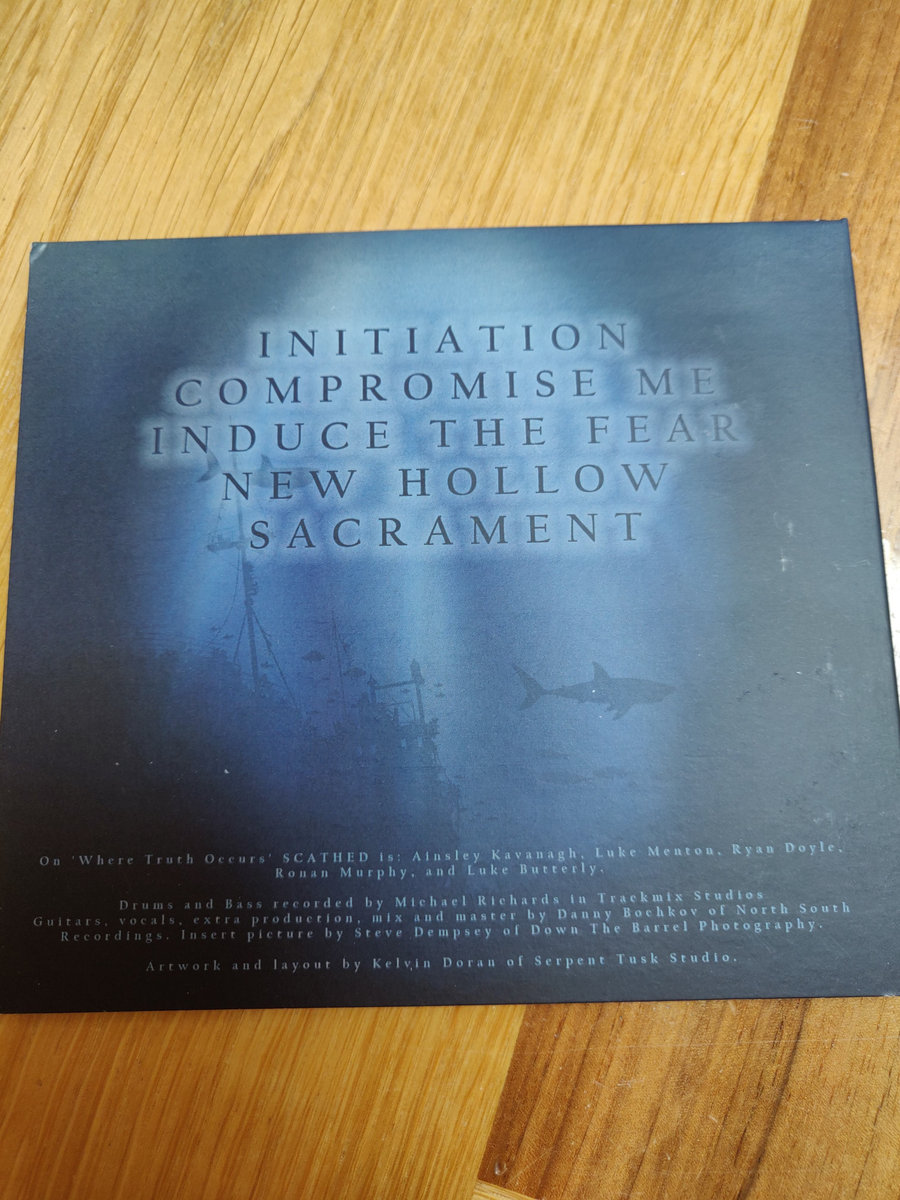 INITIATION
COMPROMISE ME
INDUCE THE FEAR
NEW HOLLOW
SACRAMENT
On 'Where Truth Occurs' SCATHED is: Ainsley Kavanagh, Luke Menton, Ryan Doyle,
Ronan Murphy, and Luke Butterly.
Drums and Bass recorded by Michael Richards in Trackmix Studios
Guitars, vocals, extra production, mix and master by Danny Bochkov of North South
Recordings. Insert picture by Steve Dempsey of Down The Barrel Photography.
Artwork and layout by Kelvin Doran of Serpent Tusk Studio.